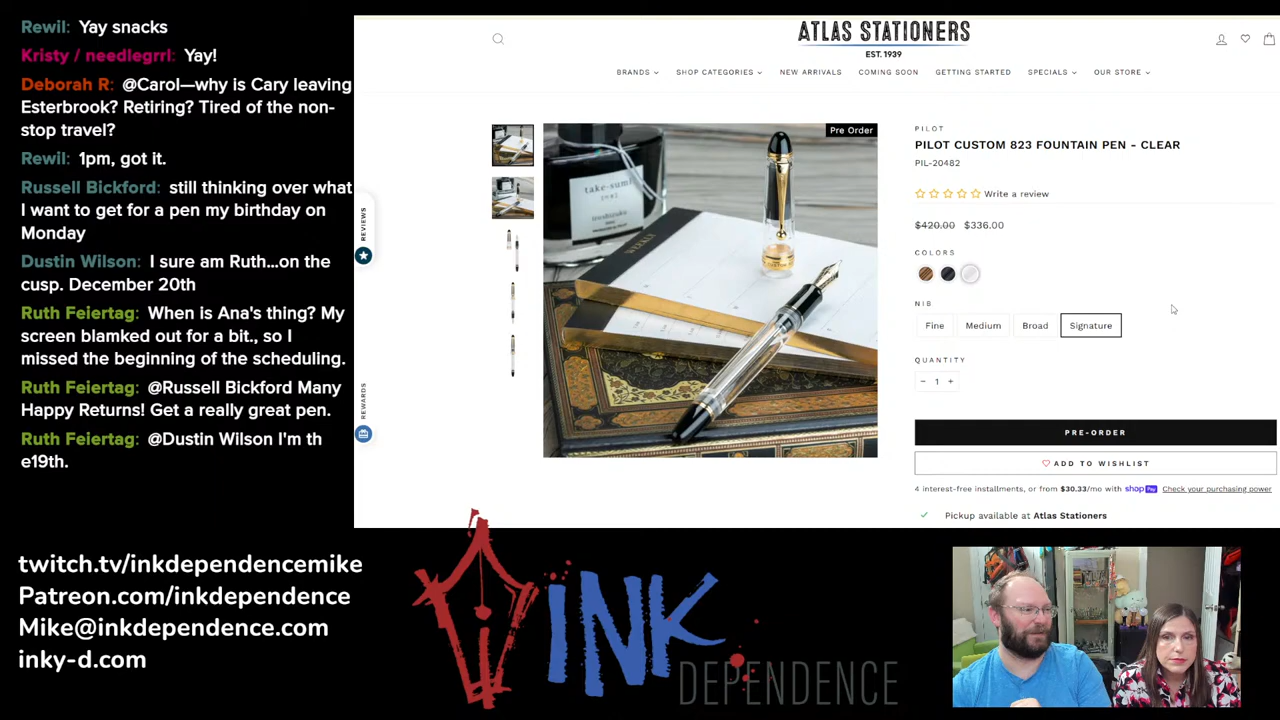 Rewil: Yay snacks
Kristy / needlegrrl: Yay!
Deborah R: @Carol—why is Cary leaving
Esterbrook? Retiring? Tired of the non-
stop travel?
Rewil: 1pm, got it.
Russell Bickford: still thinking over what
I want to get for a pen my birthday on
Monday
Dustin Wilson: I sure am Ruth...on the
cusp. December 20th
Ruth Feiertag: When is Ana's thing? My
screen blamked out for a bit., so I
missed the beginning of the scheduling.
Ruth Feiertag: @Russell Bickford Many
Happy Returns! Get a really great pen.
Ruth Feiertag: @Dustin Wilson I'm th
e19th.
ATLAS STATIONERS
EST. 1939
BRANDS SHOP CATEGORIES NEW ARRIVALS COMING SOON GETTING STARTED SPECIALS OUR STORE
REVIEWS
REWARDS
Pre Order
take-sumi
WEEKLY
PILOT
PILOT CUSTOM 823 FOUNTAIN PEN - CLEAR
PIL-20482
Write a review
$420.00 $336.00
COLORS
NIB
Fine Medium Broad Signature
QUANTITY
− 1 +
PRE-ORDER
ADD TO WISHLIST
4 interest-free installments, or from $30.33/mo with shop Pay Check your purchasing power
Pickup available at Atlas Stationers
twitch.tv/inkdependencemike
Patreon.com/inkdependence
Mike@inkdependence.com
inky-d.com
INK
DEPENDENCE